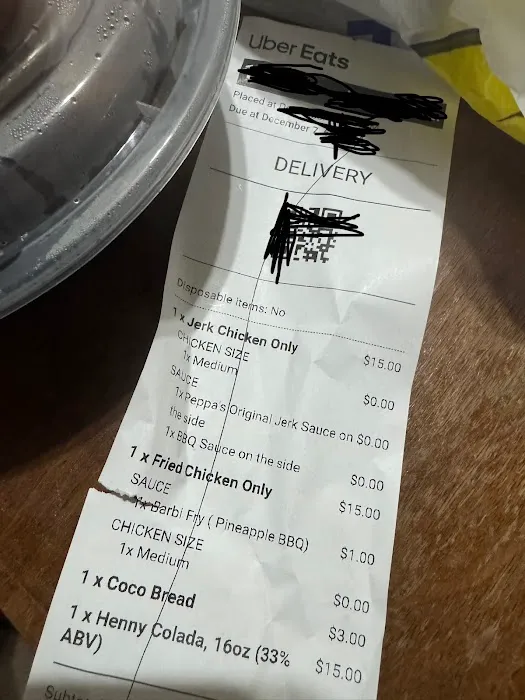 Uber Eats
Placed at D
Due at December 7
DELIVERY
Disposable items: No
1 x Jerk Chicken Only $15.00
CHICKEN SIZE
1x Medium $0.00
SAUCE
1x Peppa's Original Jerk Sauce on $0.00
the side
1x BBQ Sauce on the side $0.00
1 x Fried Chicken Only $15.00
SAUCE
1x Barbi Fry ( Pineapple BBQ) $1.00
CHICKEN SIZE
1x Medium $0.00
1 x Coco Bread $3.00
1 x Henny Colada, 16oz (33% $15.00
ABV)